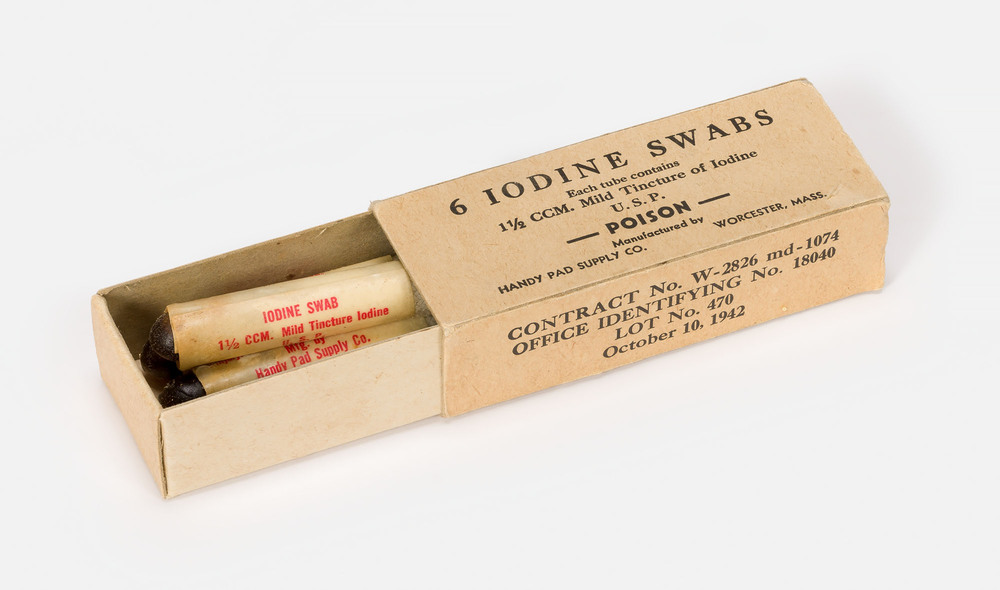 6 IODINE SWABS
Each tube contains
1½ CCM. Mild Tincture of Iodine
U.S.P.
— POISON —
Manufactured by
HANDY PAD SUPPLY CO. WORCESTER, MASS.
CONTRACT No. W-2826 md-1074
OFFICE IDENTIFYING No. 18040
LOT No. 470
October 10, 1942
IODINE SWAB
1½ CCM. Mild Tincture Iodine
Mfg. by
Handy Pad Supply Co.